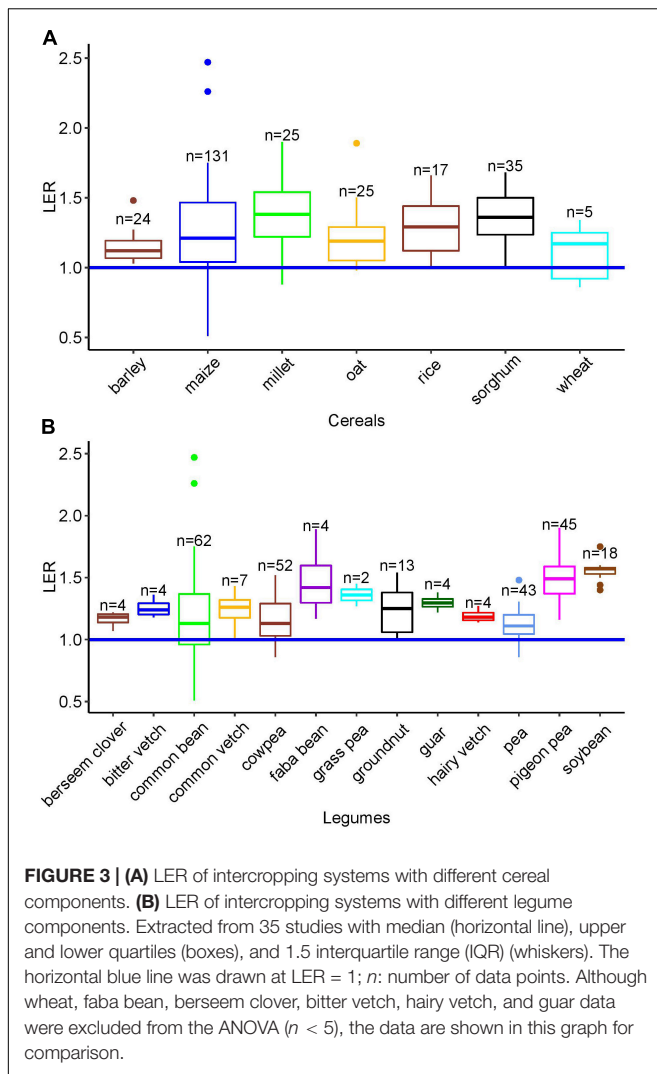 A
2.5
n=25
2.0
n=131
n=35
n=17
n=25
LER
1.5
n=24
n=5
1.0
0.5
barley
maize
millet
oat
rice
sorghum
wheat
Cereals
B
2.5
n=4
n=45
2.0
n=62
n=18
n=52
n=13
LER
n=7
n=2
n=43
1.5
n=4
n=4
n=4
n=4
1.0
0.5
berseem clover
bitter vetch
common bean
common vetch
cowpea
faba bean
grass pea
groundnut
guar
hairy vetch
pea
pigeon pea
soybean
Legumes
FIGURE 3 | (A) LER of intercropping systems with different cereal
components. (B) LER of intercropping systems with different legume
components. Extracted from 35 studies with median (horizontal line), upper
and lower quartiles (boxes), and 1.5 interquartile range (IQR) (whiskers). The
horizontal blue line was drawn at LER = 1; n: number of data points. Although
wheat, faba bean, berseem clover, bitter vetch, hairy vetch, and guar data
were excluded from the ANOVA (n < 5), the data are shown in this graph for
comparison.